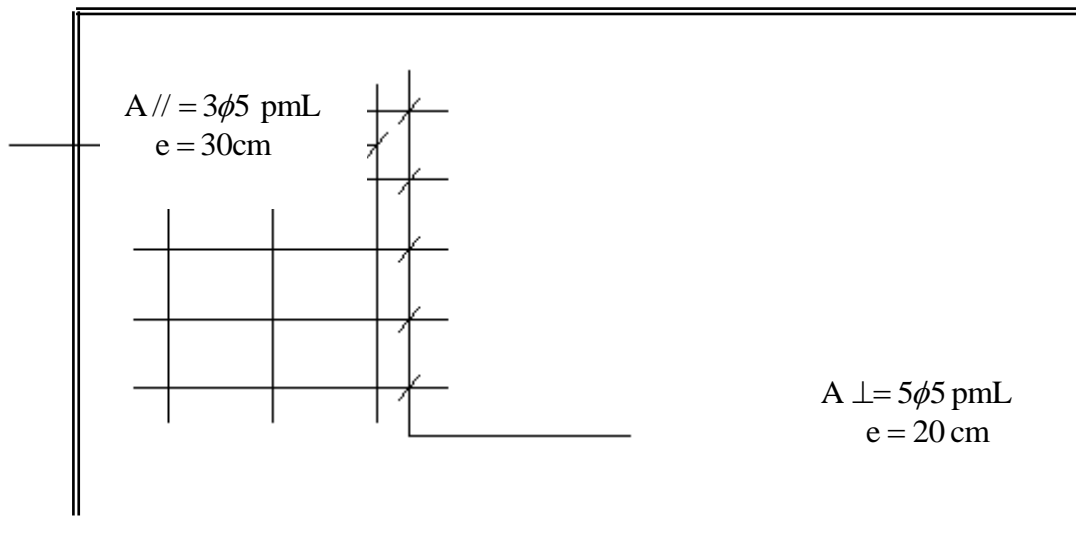 A // = 3ϕ5 pmL
e = 30cm
A ⊥= 5ϕ5 pmL
e = 20 cm